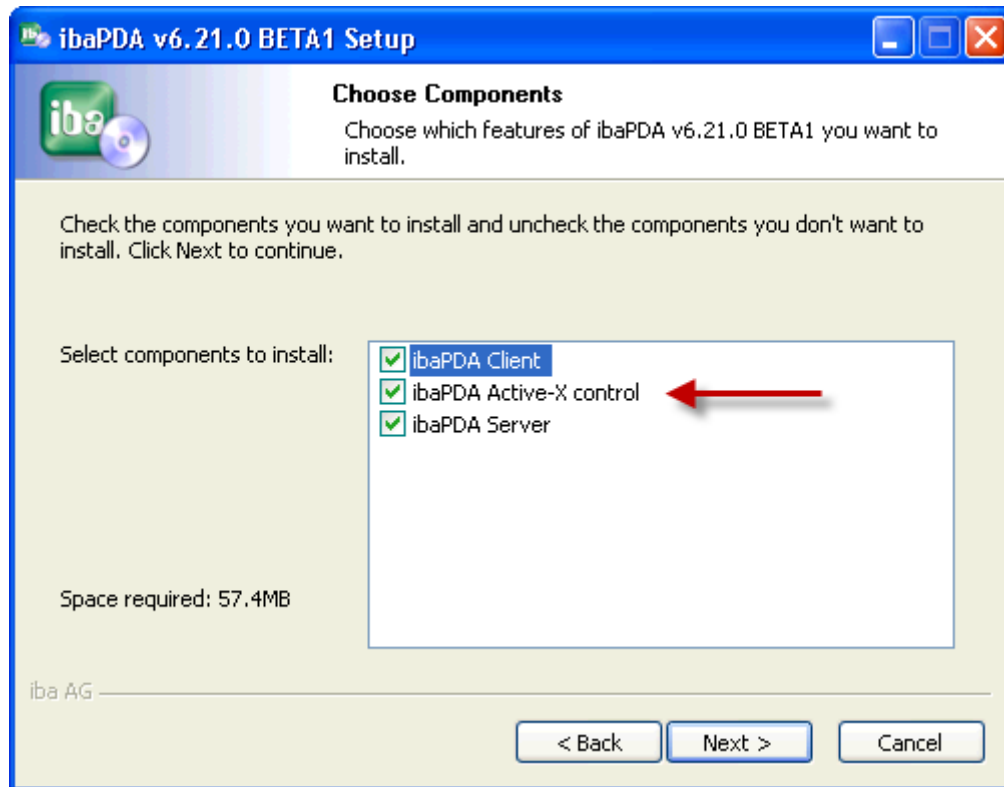 ibaPDA v6.21.0 BETA1 Setup
iba
Choose Components
Choose which features of ibaPDA v6.21.0 BETA1 you want to
install.
Check the components you want to install and uncheck the components you don't want to
install. Click Next to continue.
Select components to install:
ibaPDA Client
ibaPDA Active-X control
ibaPDA Server
Space required: 57.4MB
iba AG
< Back
Next >
Cancel